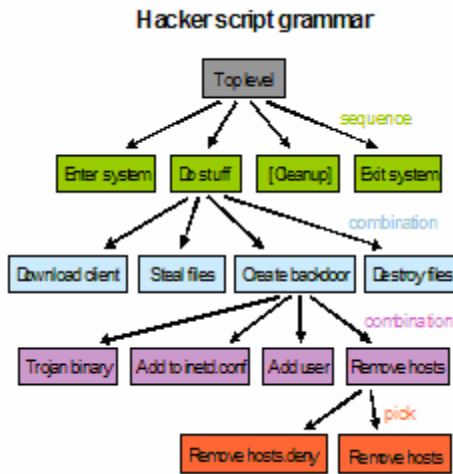 Hacker script grammar
Top level
sequence
Enter system
Do stuff
[Cleanup]
Exit system
combination
Download client
Steal files
Create backdoor
Destroy files
combination
Trojan binary
Add to inetd.conf
Add user
Remove hosts
pick
Remove hosts.deny
Remove hosts